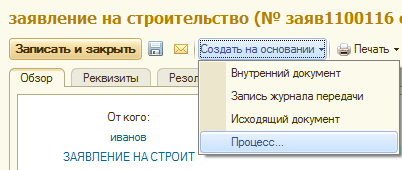 заявление на строительство (№ заяв1100116
Записать и закрыть Создать на основании Печать
Обзор Реквизиты Резол
Внутренний документ
Запись журнала передачи
Исходящий документ
Процесс...
От кого:
иванов
ЗАЯВЛЕНИЕ НА СТРОИТ